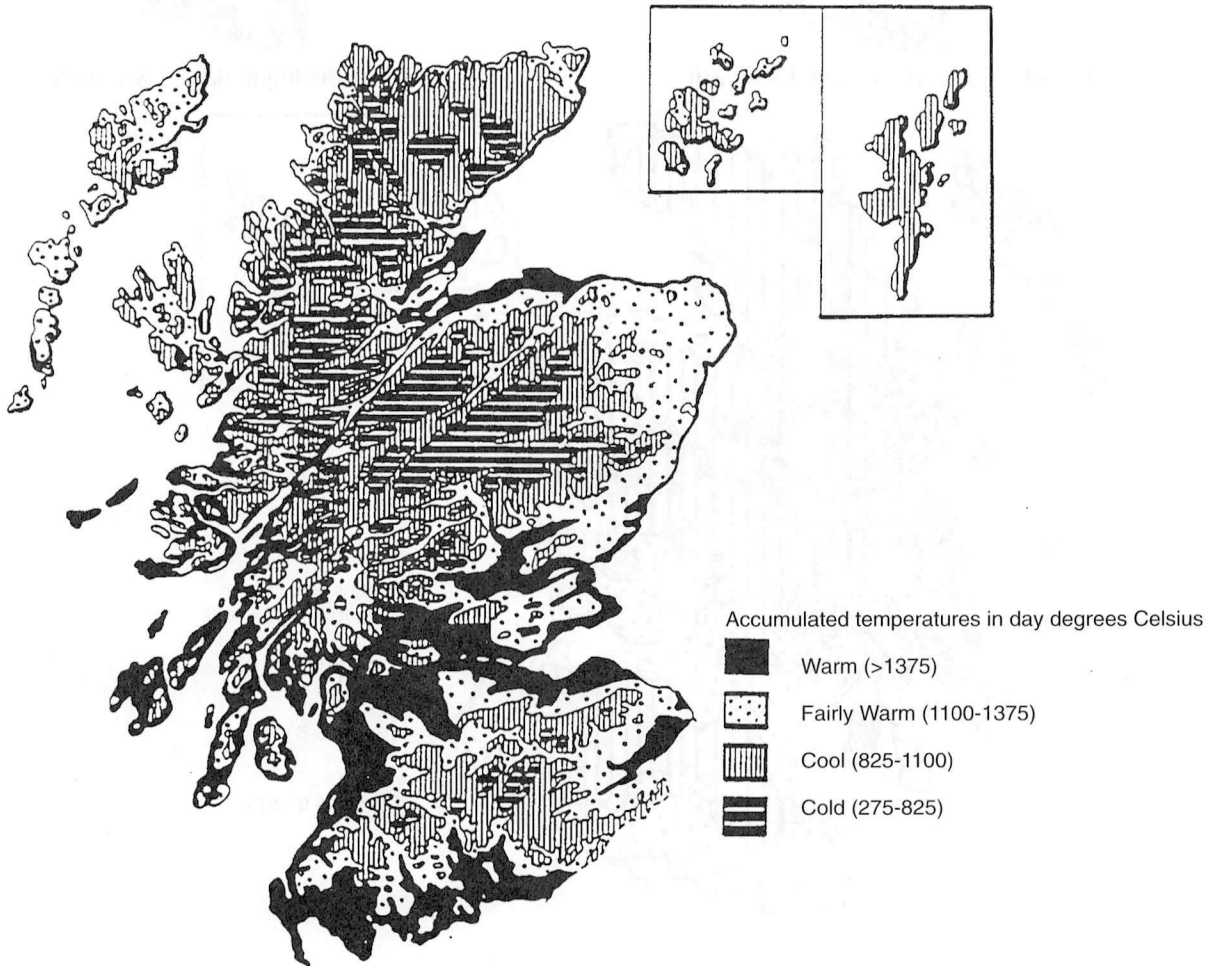 Accumulated temperatures in day degrees Celsius
Warm (>1375)
Fairly Warm (1100-1375)
Cool (825-1100)
Cold (275-825)